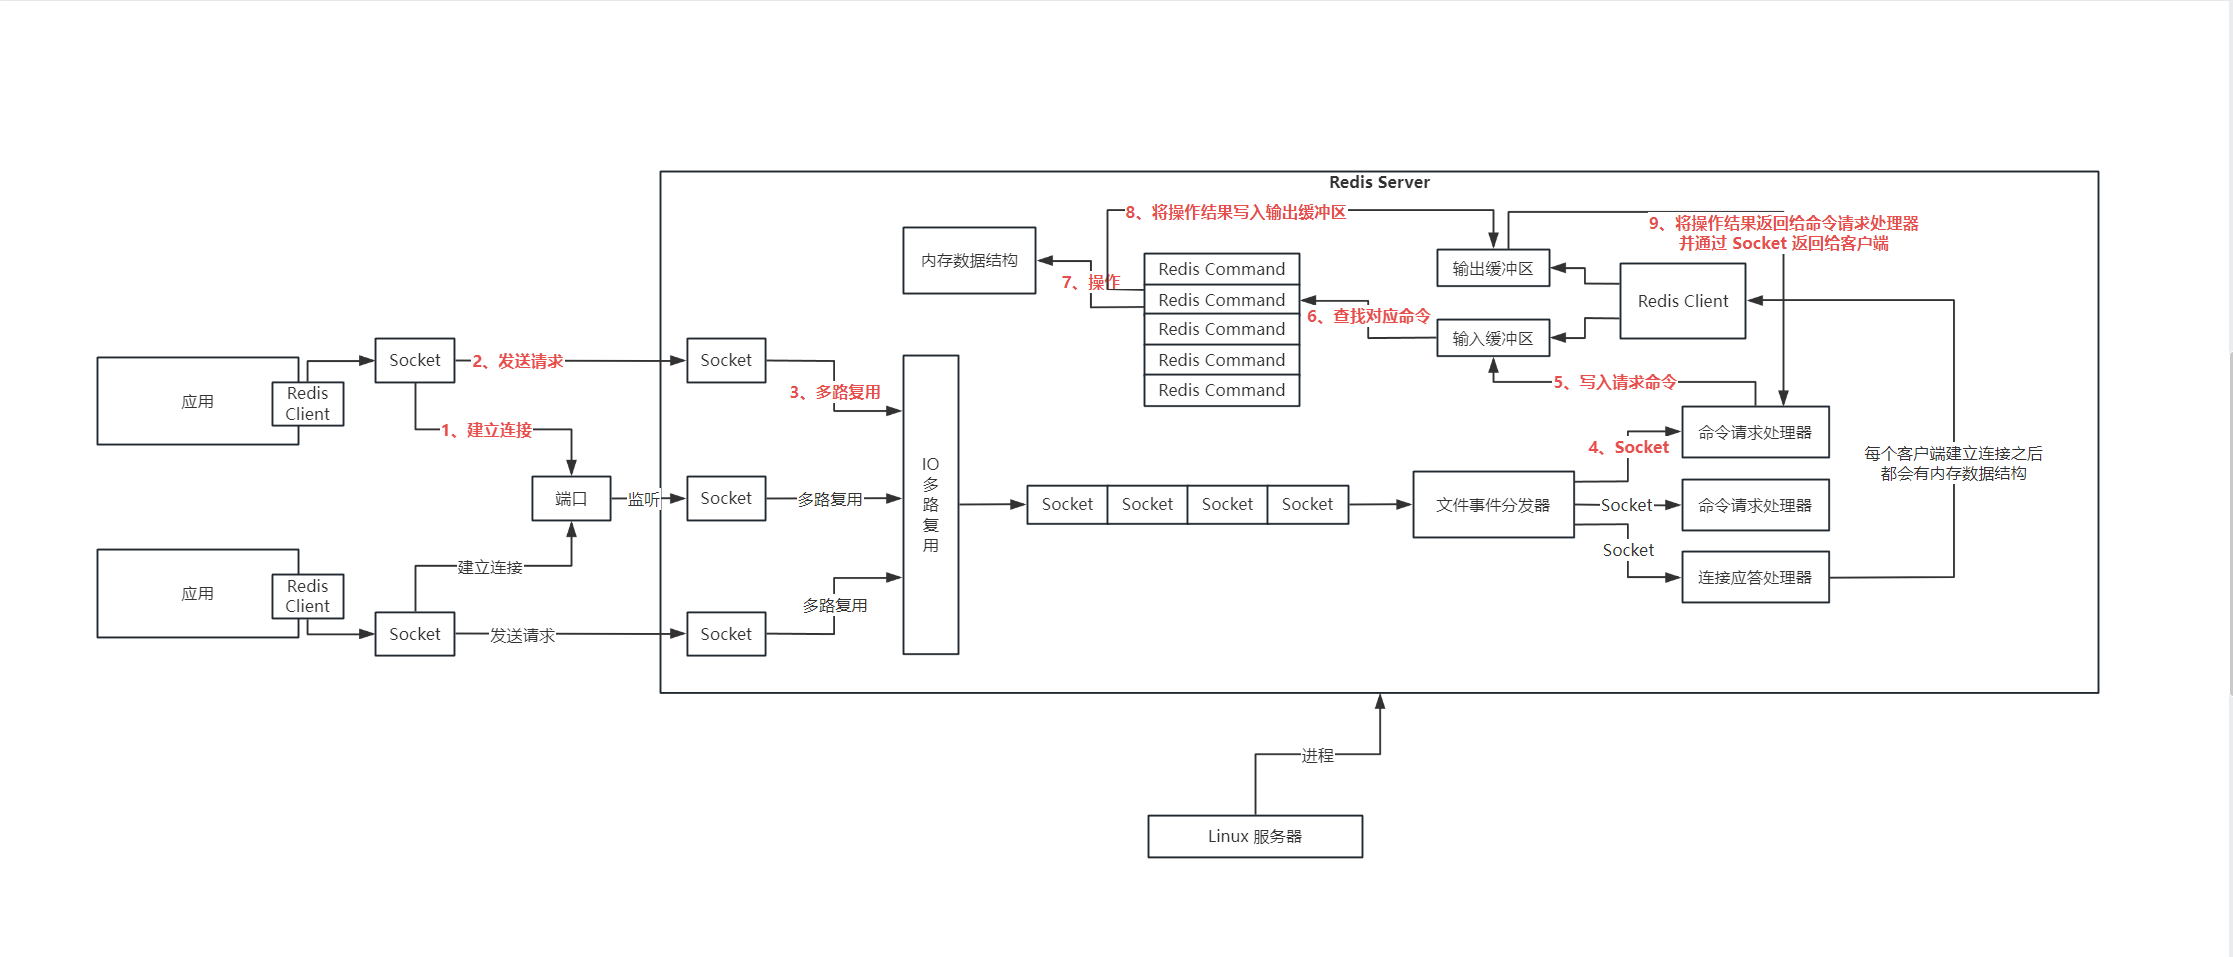 Redis Server
8、将操作结果写入输出缓冲区
9、将操作结果返回给命令请求处理器
并通过 Socket 返回给客户端
内存数据结构
7、操作
Redis Command
Redis Command
Redis Command
Redis Command
Redis Command
6、查找对应命令
输出缓冲区
输入缓冲区
Redis Client
5、写入请求命令
应用
Redis
Client
Socket
2、发送请求
1、建立连接
Socket
3、多路复用
端口
监听
Socket
多路复用
IO
多
路
复
用
Socket
Socket
Socket
Socket
文件事件分发器
4、Socket
Socket
Socket
命令请求处理器
命令请求处理器
连接应答处理器
每个客户端建立连接之后
都会有内存数据结构
应用
Redis
Client
建立连接
Socket
发送请求
Socket
多路复用
进程
Linux 服务器